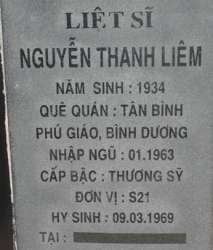 LIỆT SĨ
NGUYỄN THANH LIÊM
NĂM SINH : 1934
QUÊ QUÁN : TÂN BÌNH
PHÚ GIÁO, BÌNH DƯƠNG
NHẬP NGŨ : 01.1963
CẤP BẬC : THƯƠNG SỸ
ĐƠN VỊ : S21
HY SINH : 09.03.1969
TẠI :